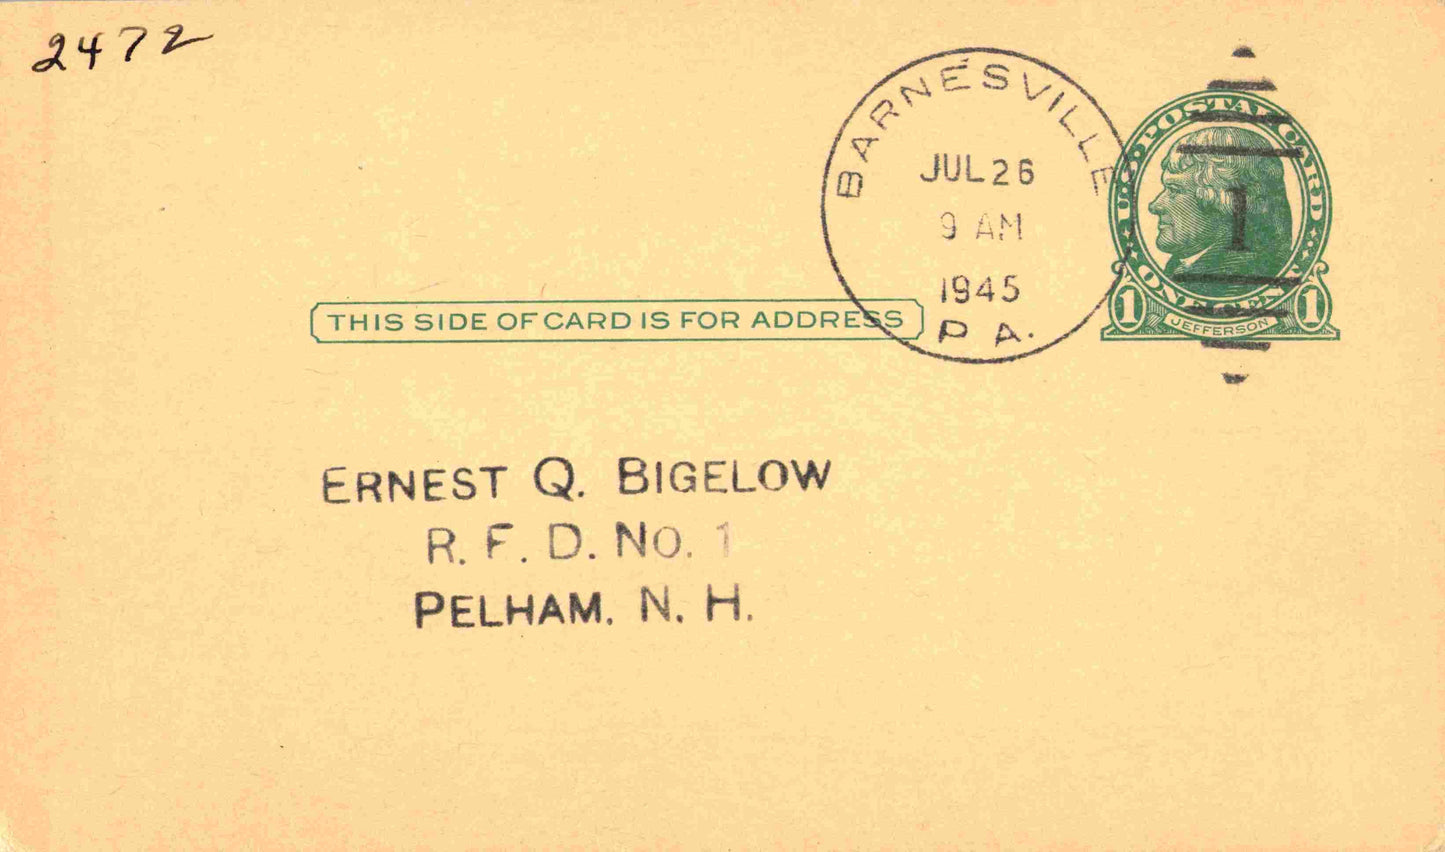 2472
BARNESVILLE
JUL 26
9 AM
1945
PA.
U·S·POSTAL CARD
1
ONE CENT
1 JEFFERSON 1
THIS SIDE OF CARD IS FOR ADDRESS
ERNEST Q. BIGELOW
R. F. D. No. 1
PELHAM, N. H.